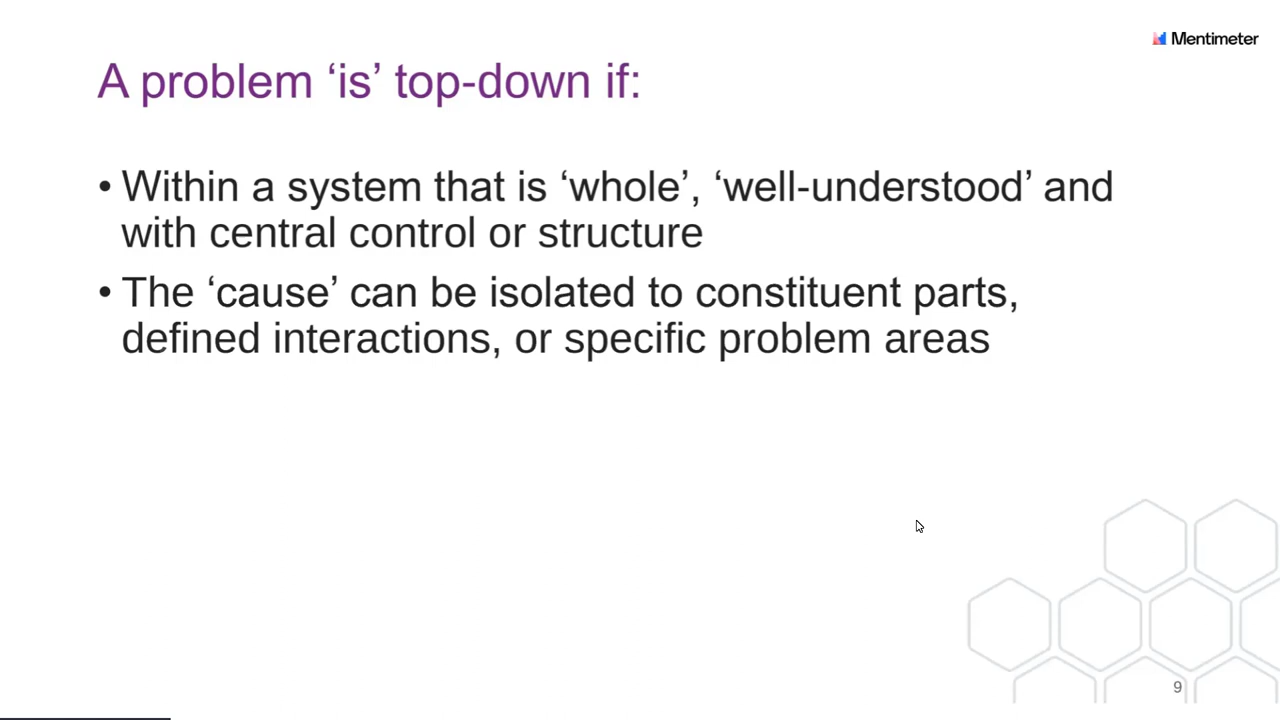 Mentimeter
A problem ‘is’ top-down if:
• Within a system that is ‘whole’, ‘well-understood’ and
with central control or structure
• The ‘cause’ can be isolated to constituent parts,
defined interactions, or specific problem areas
9